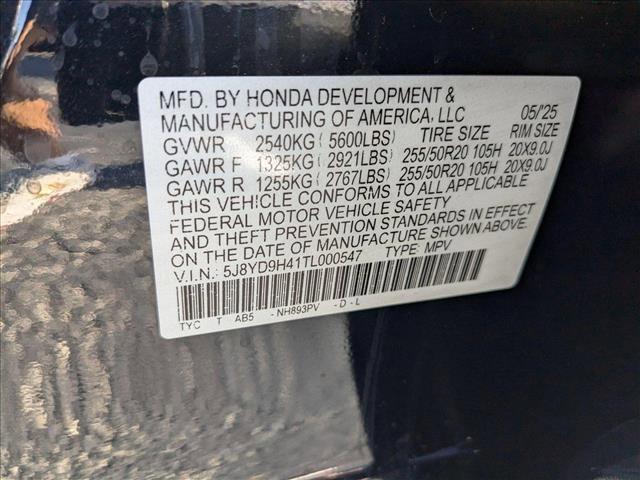 MFD. BY HONDA DEVELOPMENT &
MANUFACTURING OF AMERICA, LLC 05/'25
GVWR 2540KG(5600LBS) TIRE SIZE RIM SIZE
GAWR F 1325KG(2921LBS) 255/50R20 105H 20X9.0J
GAWR R 1255KG(2767LBS) 255/50R20 105H 20X9.0J
THIS VEHICLE CONFORMS TO ALL APPLICABLE
FEDERAL MOTOR VEHICLE SAFETY
AND THEFT PREVENTION STANDARDS IN EFFECT
ON THE DATE OF MANUFACTURE SHOWN ABOVE.
V.I.N.: 5J8YD9H41TL000547 TYPE: MPV
TYC T AB5 - NH893PV - D - L